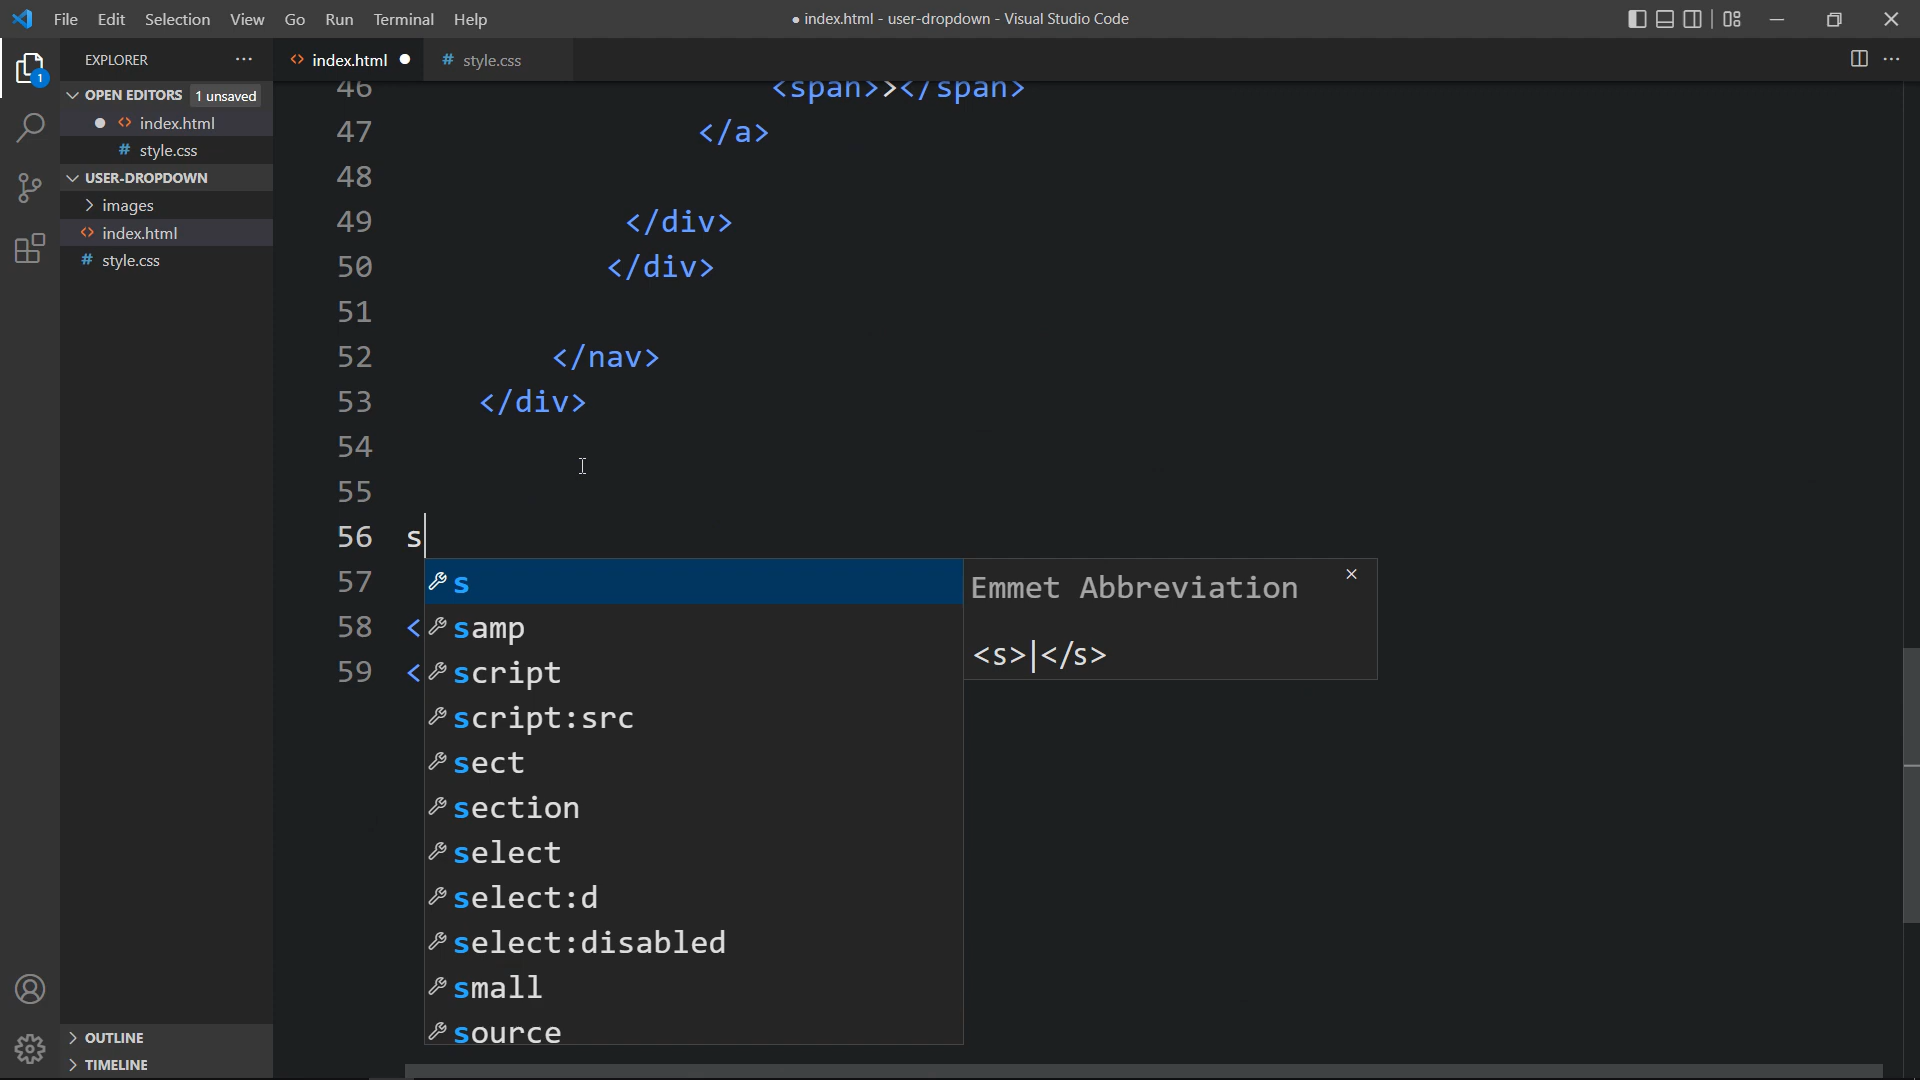 File Edit Selection View Go Run Terminal Help
● index.html - user-dropdown - Visual Studio Code
EXPLORER
index.html
style.css
OPEN EDITORS 1 unsaved
index.html
style.css
USER-DROPDOWN
images
index.html
style.css
1
46 <span>></span>
47 </a>
48
49 </div>
50 </div>
51
52 </nav>
53 </div>
54
55
56 s
57
58 <
59 <
s
samp
script
script:src
sect
section
select
select:d
select:disabled
small
source
Emmet Abbreviation
<s>|</s>
OUTLINE
TIMELINE